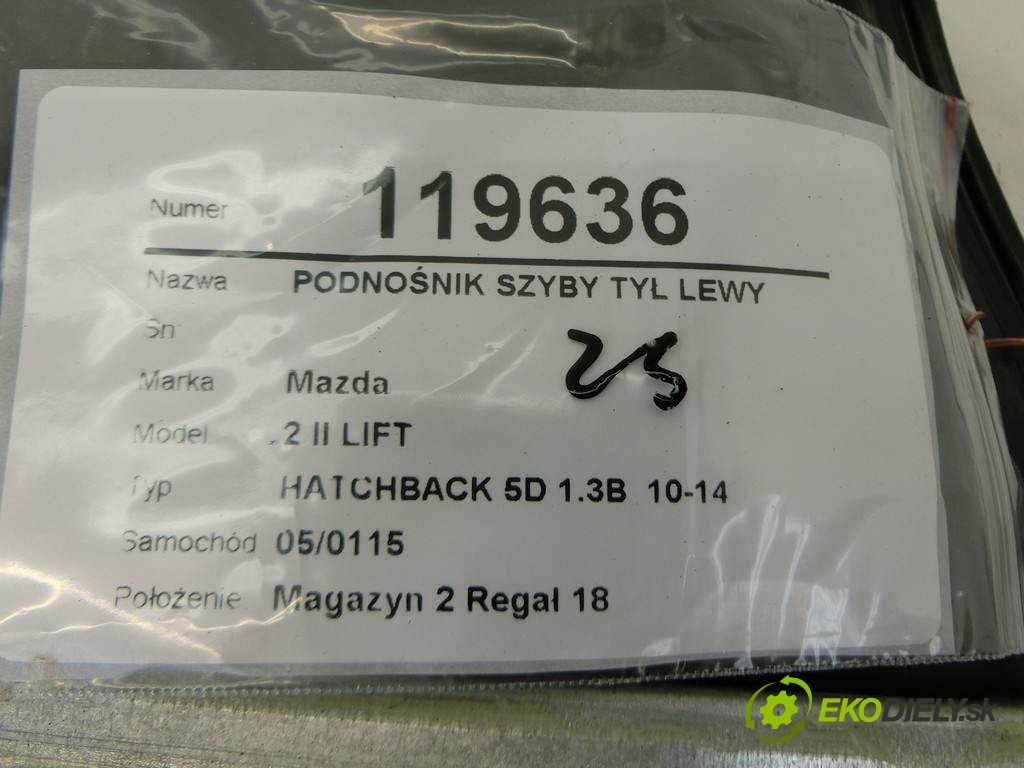 Numer 119636
Nazwa PODNOŚNIK SZYBY TYŁ LEWY
Sn
25
Marka Mazda
Model 2 II LIFT
Typ HATCHBACK 5D 1.3B 10-14
Samochód 05/0115
Położenie Magazyn 2 Regał 18
EKODIELY.sk